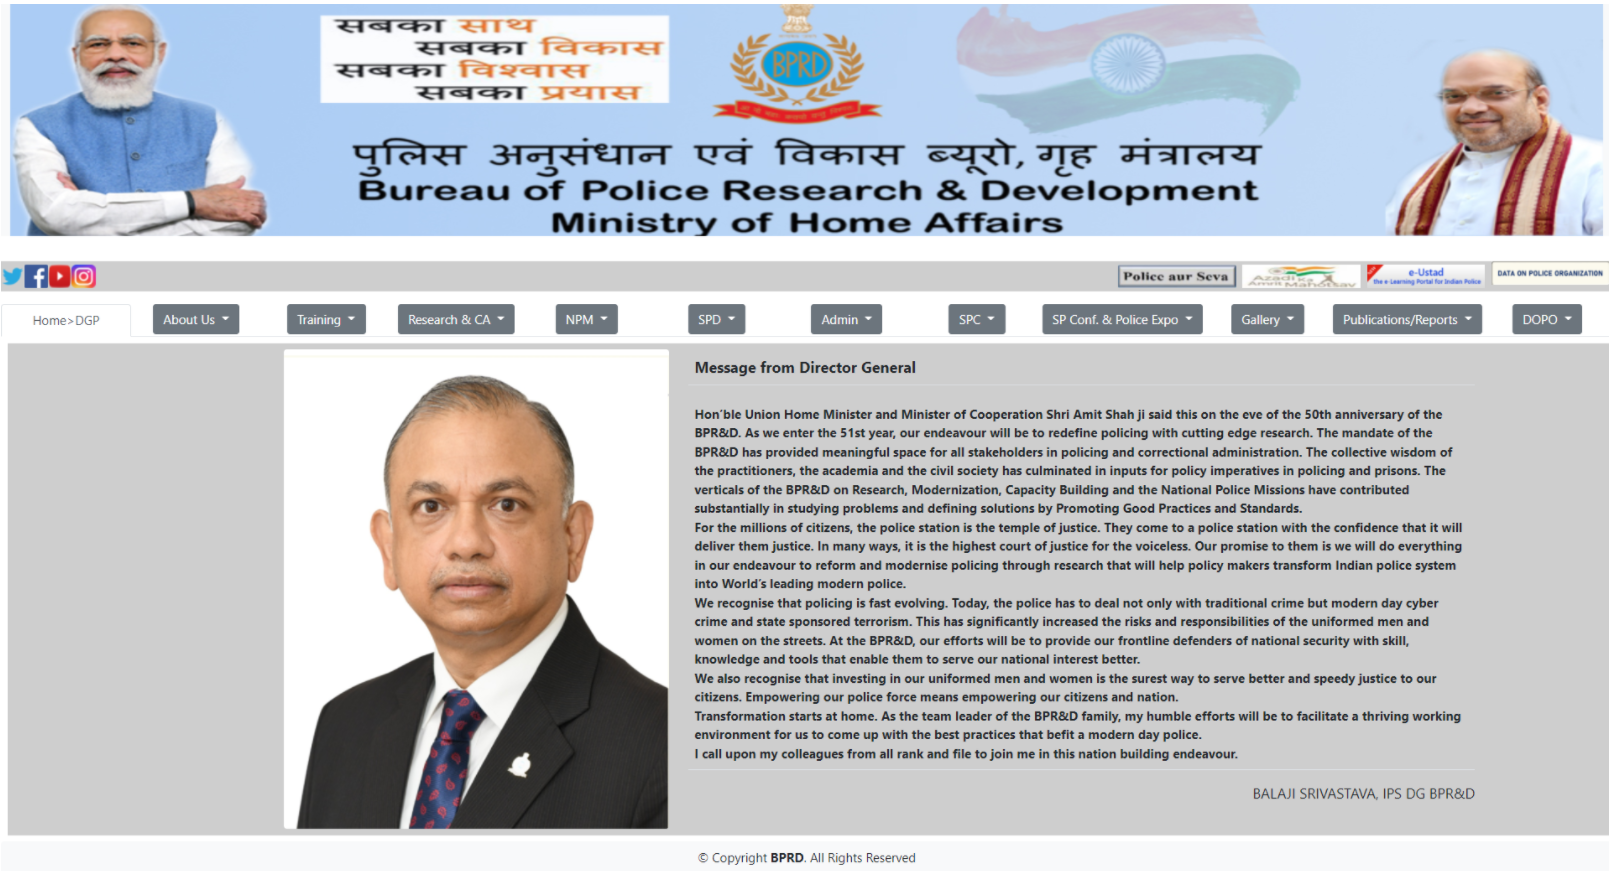 सबका साथ
सबका विकास
सबका विश्वास
सबका प्रयास
BPRD
पुलिस अनुसंधान एवं विकास ब्यूरो, गृह मंत्रालय
Bureau of Police Research & Development
Ministry of Home Affairs
Police aur Seva
Azadi Ka
Amrit Mahotsav
e-Ustad
the e-Learning Portal for Indian Police
DATA ON POLICE ORGANIZATION
Home>DGP
About Us
Training
Research & CA
NPM
SPD
Admin
SPC
SP Conf. & Police Expo
Gallery
Publications/Reports
DOPO
Message from Director General
Hon´ble Union Home Minister and Minister of Cooperation Shri Amit Shah ji said this on the eve of the 50th anniversary of the
BPR&D. As we enter the 51st year, our endeavour will be to redefine policing with cutting edge research. The mandate of the
BPR&D has provided meaningful space for all stakeholders in policing and correctional administration. The collective wisdom of
the practitioners, the academia and the civil society has culminated in inputs for policy imperatives in policing and prisons. The
verticals of the BPR&D on Research, Modernization, Capacity Building and the National Police Missions have contributed
substantially in studying problems and defining solutions by Promoting Good Practices and Standards.
For the millions of citizens, the police station is the temple of justice. They come to a police station with the confidence that it will
deliver them justice. In many ways, it is the highest court of justice for the voiceless. Our promise to them is we will do everything
in our endeavour to reform and modernise policing through research that will help policy makers transform Indian police system
into World´s leading modern police.
We recognise that policing is fast evolving. Today, the police has to deal not only with traditional crime but modern day cyber
crime and state sponsored terrorism. This has significantly increased the risks and responsibilities of the uniformed men and
women on the streets. At the BPR&D, our efforts will be to provide our frontline defenders of national security with skill,
knowledge and tools that enable them to serve our national interest better.
We also recognise that investing in our uniformed men and women is the surest way to serve better and speedy justice to our
citizens. Empowering our police force means empowering our citizens and nation.
Transformation starts at home. As the team leader of the BPR&D family, my humble efforts will be to facilitate a thriving working
environment for us to come up with the best practices that befit a modern day police.
I call upon my colleagues from all rank and file to join me in this nation building endeavour.
BALAJI SRIVASTAVA, IPS DG BPR&D
© Copyright BPRD. All Rights Reserved